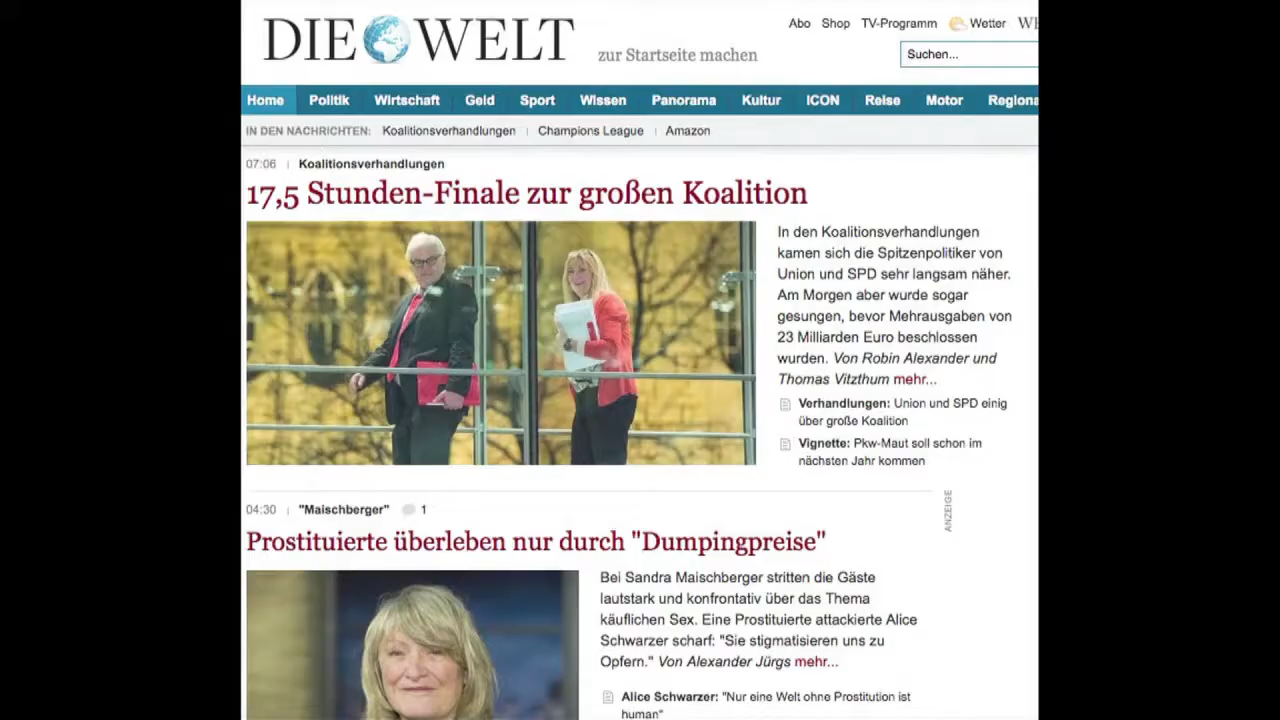 DIE WELT
zur Startseite machen
Abo Shop TV-Programm Wetter
Suchen...
Home Politik Wirtschaft Geld Sport Wissen Panorama Kultur ICON Reise Motor Regiona
IN DEN NACHRICHTEN: Koalitionsverhandlungen Champions League Amazon
07:06 Koalitionsverhandlungen
17,5 Stunden-Finale zur großen Koalition
In den Koalitionsverhandlungen
kamen sich die Spitzenpolitiker von
Union und SPD sehr langsam näher.
Am Morgen aber wurde sogar
gesungen, bevor Mehrausgaben von
23 Milliarden Euro beschlossen
wurden. Von Robin Alexander und
Thomas Vitzthum mehr...
Verhandlungen: Union und SPD einig
über große Koalition
Vignette: Pkw-Maut soll schon im
nächsten Jahr kommen
ANZEIGE
04:30 "Maischberger" 1
Prostituierte überleben nur durch "Dumpingpreise"
Bei Sandra Maischberger stritten die Gäste
lautstark und konfrontativ über das Thema
käuflichen Sex. Eine Prostituierte attackierte Alice
Schwarzer scharf: "Sie stigmatisieren uns zu
Opfern." Von Alexander Jürgs mehr...
Alice Schwarzer: "Nur eine Welt ohne Prostitution ist
human"